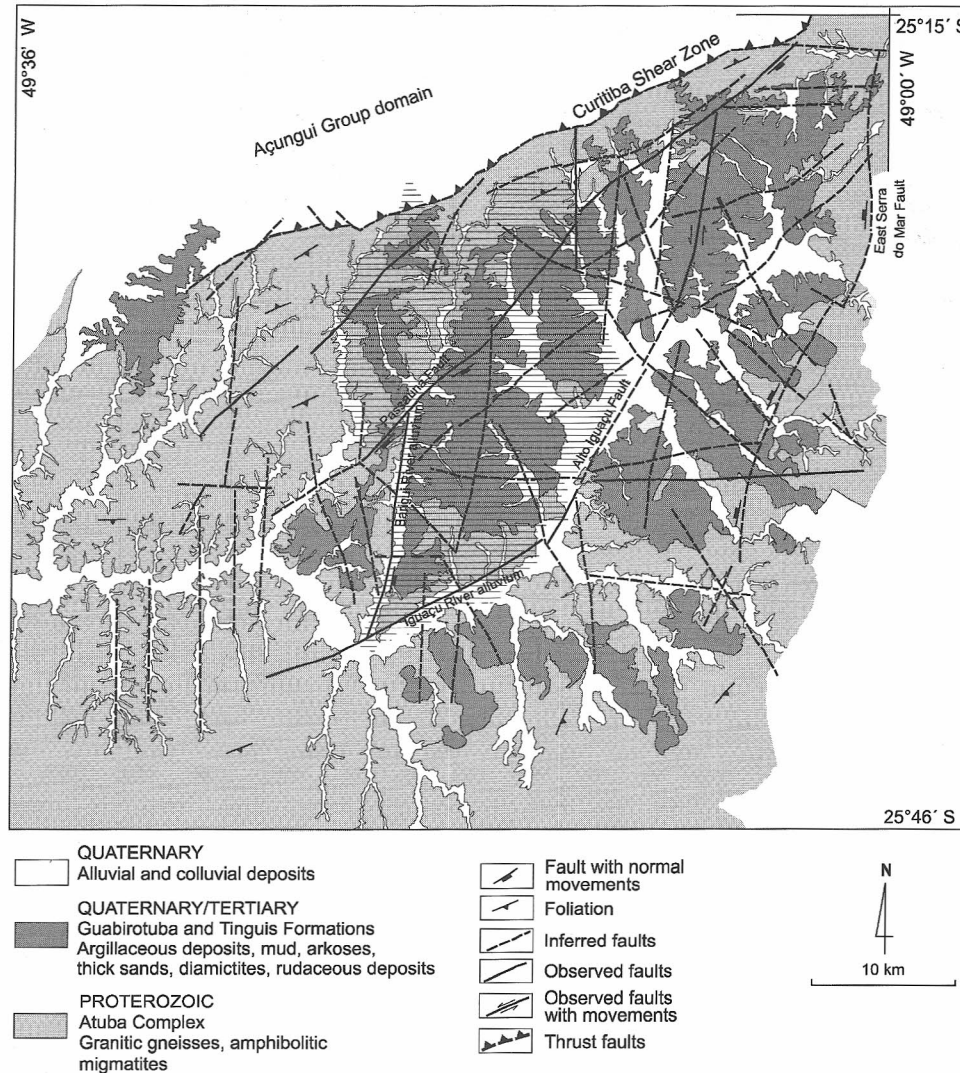 49°36´ W
25°15´ S
49°00´ W
Açungui Group domain
Curitiba Shear Zone
East Serra
do Mar Fault
Passaúna Fault
Barigüi River alluvium
Alto Iguaçu Fault
Iguaçu River alluvium
25°46´ S
QUATERNARY
Alluvial and colluvial deposits
QUATERNARY/TERTIARY
Guabirotuba and Tinguis Formations
Argillaceous deposits, mud, arkoses,
thick sands, diamictites, rudaceous deposits
PROTEROZOIC
Atuba Complex
Granitic gneisses, amphibolitic
migmatites
Fault with normal
movements
Foliation
Inferred faults
Observed faults
Observed faults
with movements
Thrust faults
N
10 km